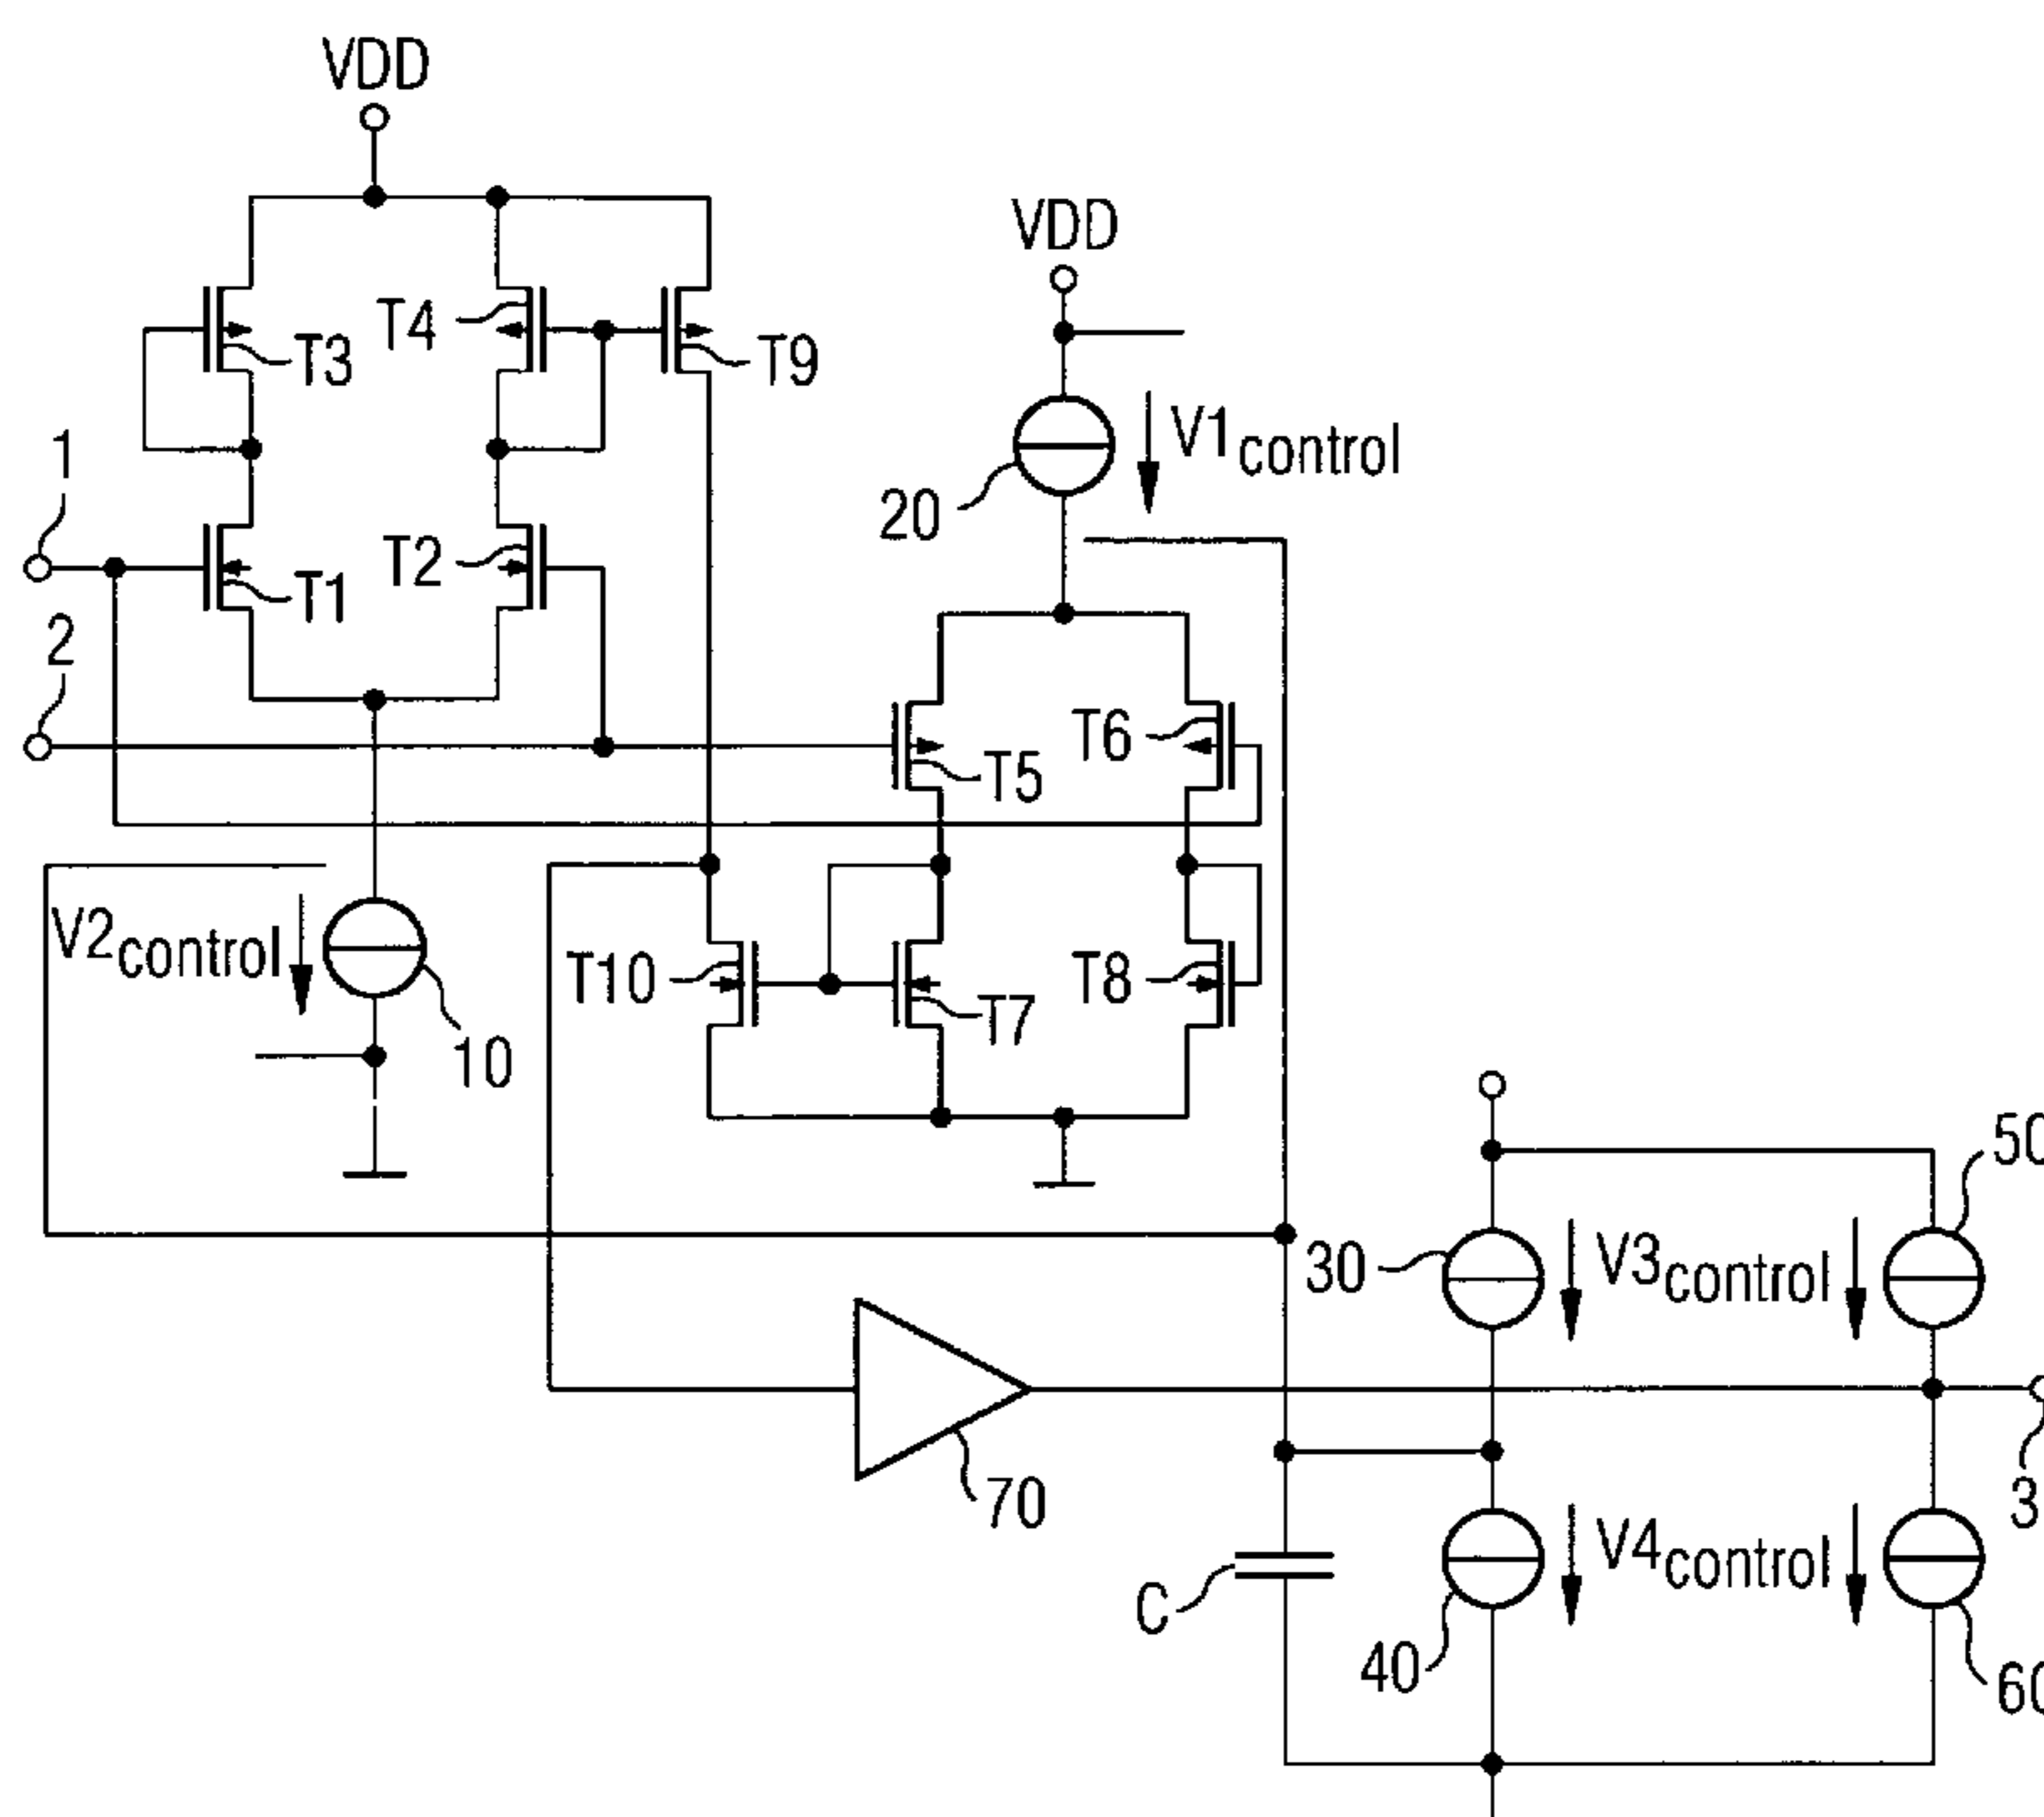 VDD
VDD
T3
T4
T9
V1control
1
20
T1
T2
2
T5
T6
V2control
T10
T7
T8
10
50
30
V3control
70
3
C
V4control
40
60